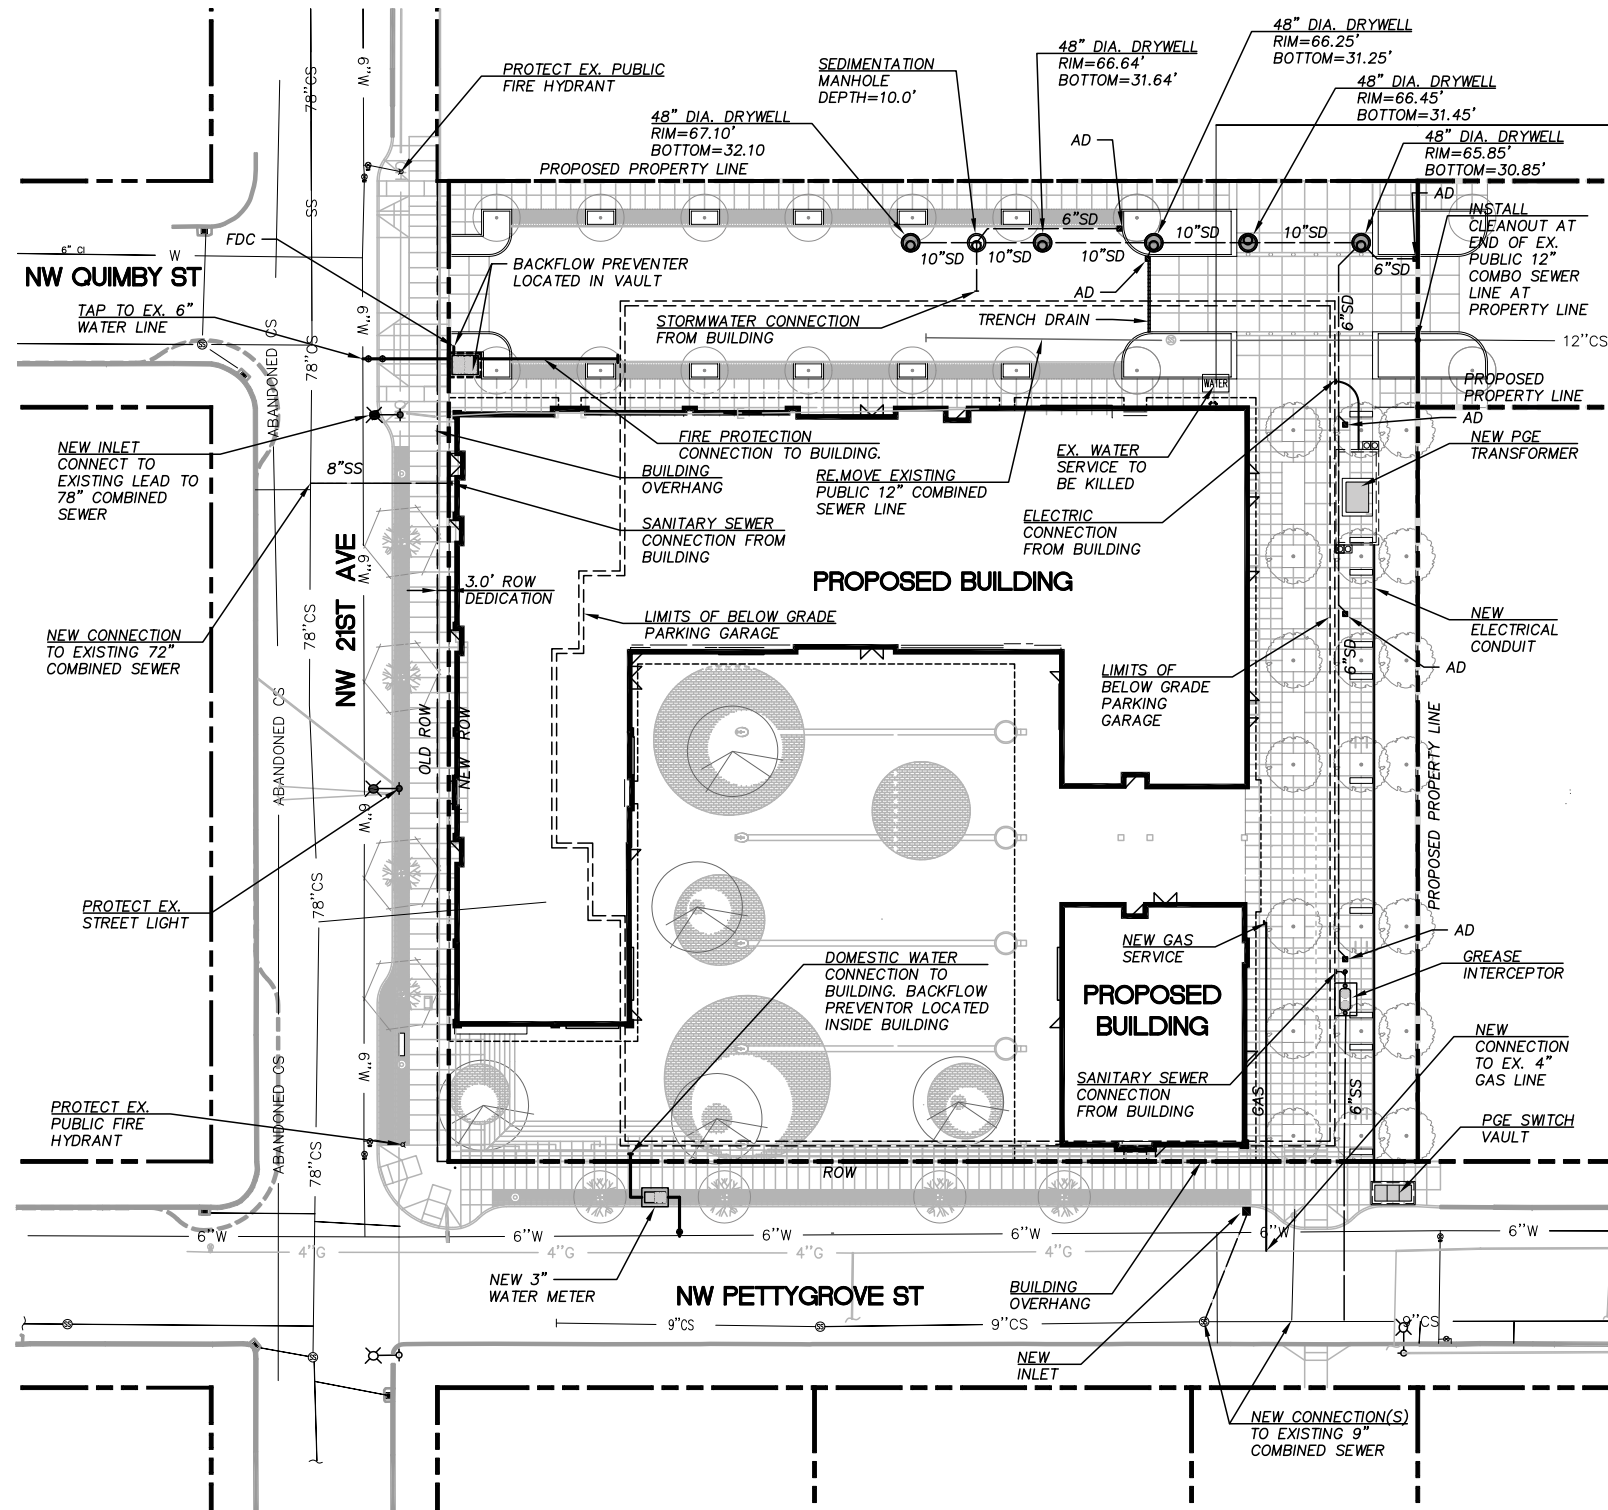 48" DIA. DRYWELL
RIM=66.25'
BOTTOM=31.25'
48" DIA. DRYWELL
RIM=66.64'
BOTTOM=31.64'
SEDIMENTATION
MANHOLE
DEPTH=10.0'
PROTECT EX. PUBLIC
FIRE HYDRANT
48" DIA. DRYWELL
RIM=66.45'
BOTTOM=31.45'
48" DIA. DRYWELL
RIM=67.10'
BOTTOM=32.10
48" DIA. DRYWELL
RIM=65.85'
BOTTOM=30.85'
AD
PROPOSED PROPERTY LINE
AD
INSTALL
CLEANOUT AT
END OF EX.
PUBLIC 12"
COMBO SEWER
LINE AT
PROPERTY LINE
78"CS
6"W
SS
6"SD
10"SD
10"SD
10"SD
10"SD
10"SD
6"SD
6"SD
FDC
6" CI
W
NW QUIMBY ST
BACKFLOW PREVENTER
LOCATED IN VAULT
AD
TAP TO EX. 6"
WATER LINE
STORMWATER CONNECTION
FROM BUILDING
TRENCH DRAIN
12"CS
6"W
78"CS
ABANDONED CS
WATER
PROPOSED
PROPERTY LINE
AD
NEW INLET
CONNECT TO
EXISTING LEAD TO
78" COMBINED
SEWER
8"SS
FIRE PROTECTION
CONNECTION TO BUILDING.
BUILDING
OVERHANG
RE,MOVE EXISTING
PUBLIC 12" COMBINED
SEWER LINE
EX. WATER
SERVICE TO
BE KILLED
NEW PGE
TRANSFORMER
SANITARY SEWER
CONNECTION FROM
BUILDING
ELECTRIC
CONNECTION
FROM BUILDING
NW 21ST AVE
6"W
3.0' ROW
DEDICATION
PROPOSED BUILDING
LIMITS OF BELOW GRADE
PARKING GARAGE
NEW
ELECTRICAL
CONDUIT
NEW CONNECTION
TO EXISTING 72"
COMBINED SEWER
78"CS
6"SD
AD
LIMITS OF
BELOW GRADE
PARKING
GARAGE
ABANDONED CS
OLD ROW
NEW ROW
PROPOSED PROPERTY LINE
6"W
78"CS
PROTECT EX.
STREET LIGHT
AD
NEW GAS
SERVICE
DOMESTIC WATER
CONNECTION TO
BUILDING. BACKFLOW
PREVENTOR LOCATED
INSIDE BUILDING
GREASE
INTERCEPTOR
PROPOSED
BUILDING
NEW
CONNECTION
TO EX. 4"
GAS LINE
6"W
ABANDONED CS
SANITARY SEWER
CONNECTION
FROM BUILDING
GAS
6"SS
PROTECT EX.
PUBLIC FIRE
HYDRANT
78"CS
PGE SWITCH
VAULT
ROW
6"W
6"W
6"W
6"W
6"W
6"W
4"G
4"G
4"G
4"G
NEW 3"
WATER METER
NW PETTYGROVE ST
BUILDING
OVERHANG
9"CS
9"CS
9"CS
NEW
INLET
NEW CONNECTION(S)
TO EXISTING 9"
COMBINED SEWER